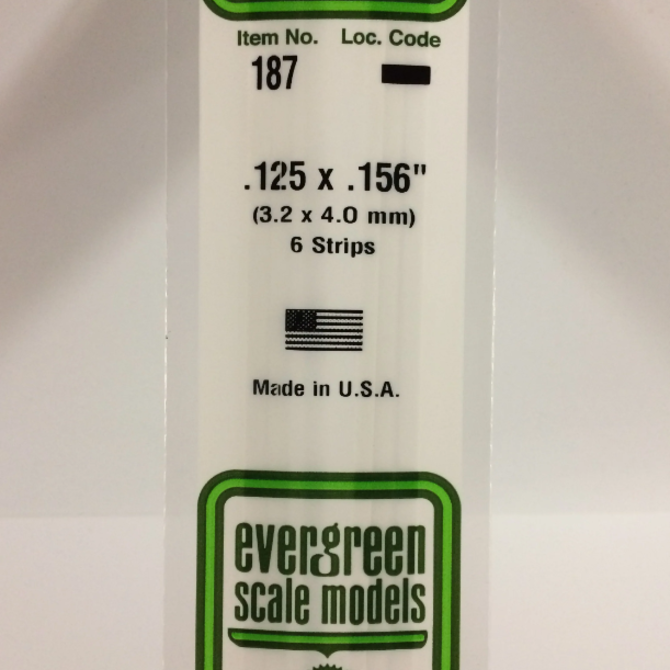 Item No. Loc. Code
187
.125 x .156"
(3.2 x 4.0 mm)
6 Strips
Made in U.S.A.
evergreen
scale models